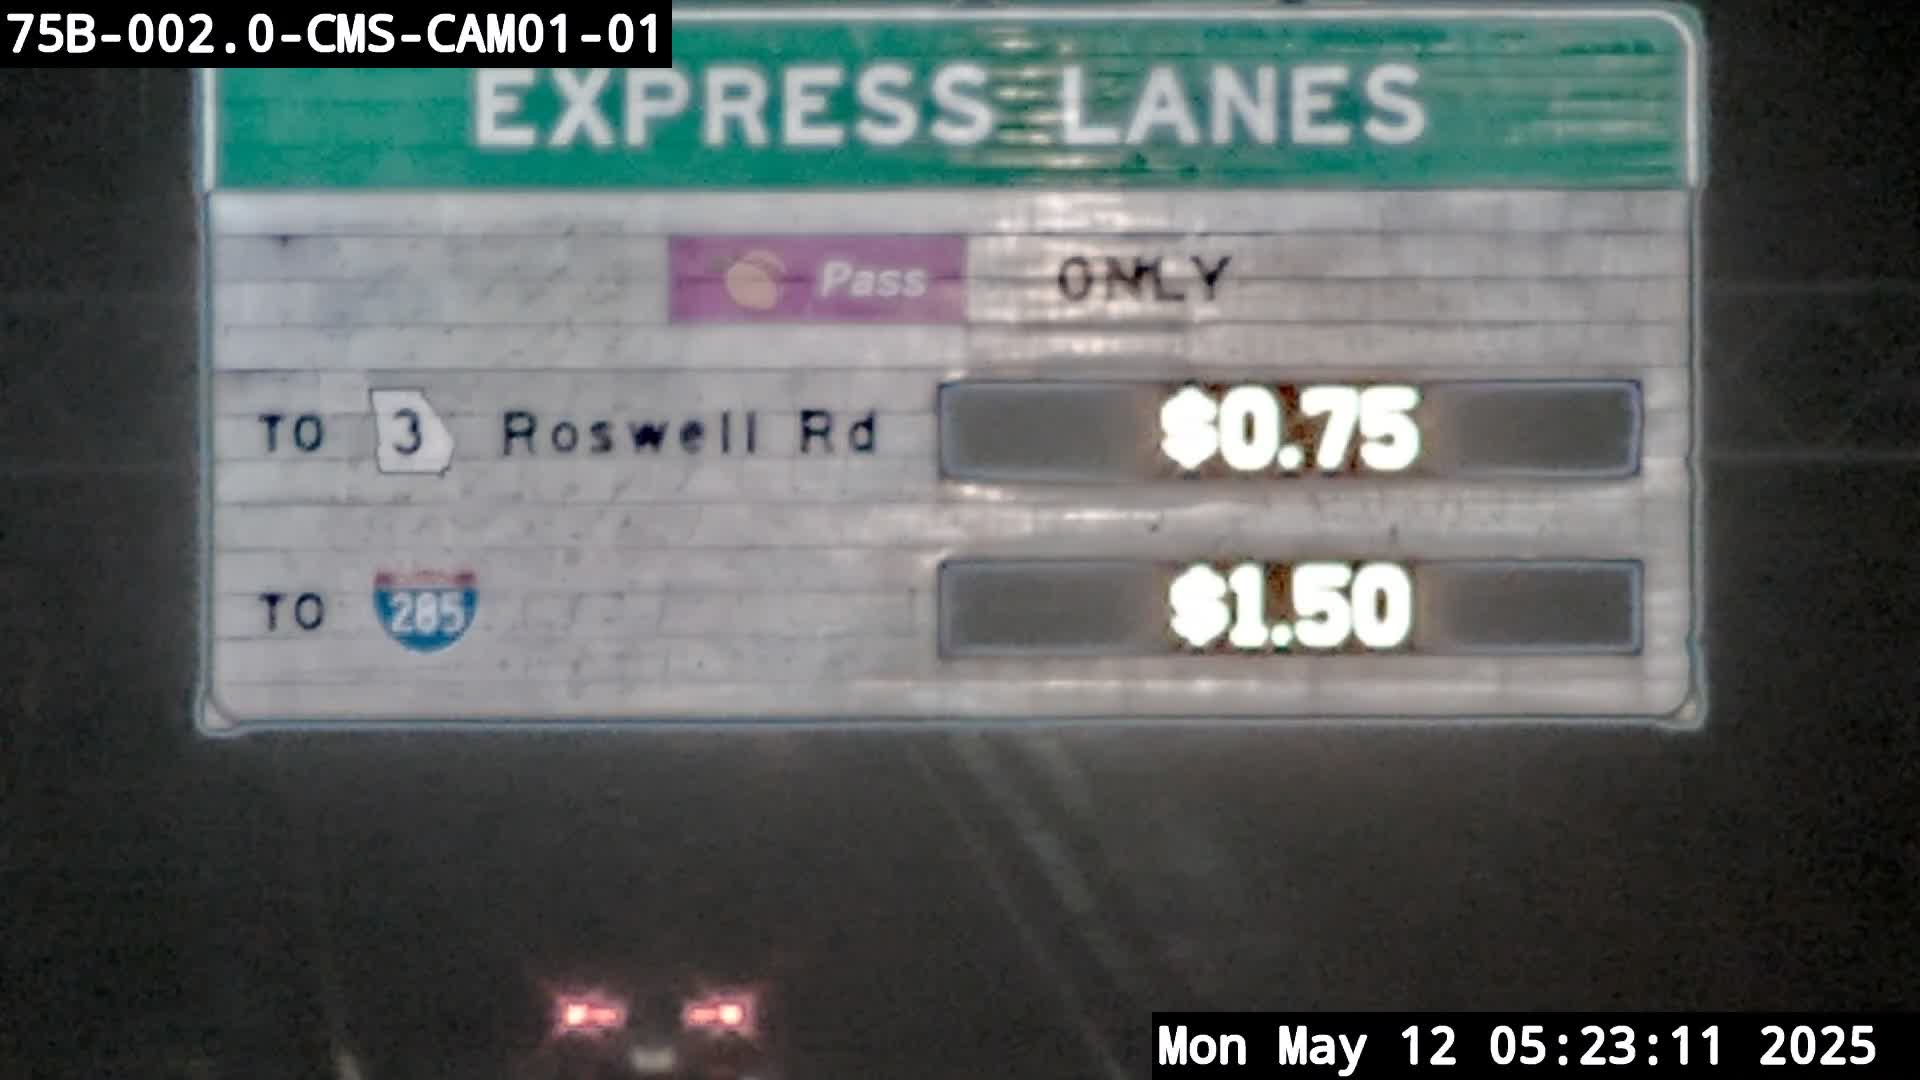 75B-002.0-CMS-CAM01-01
EXPRESS LANES
Pass ONLY
TO 3 Roswell Rd $0.75
TO 285 $1.50
Mon May 12 05:23:11 2025